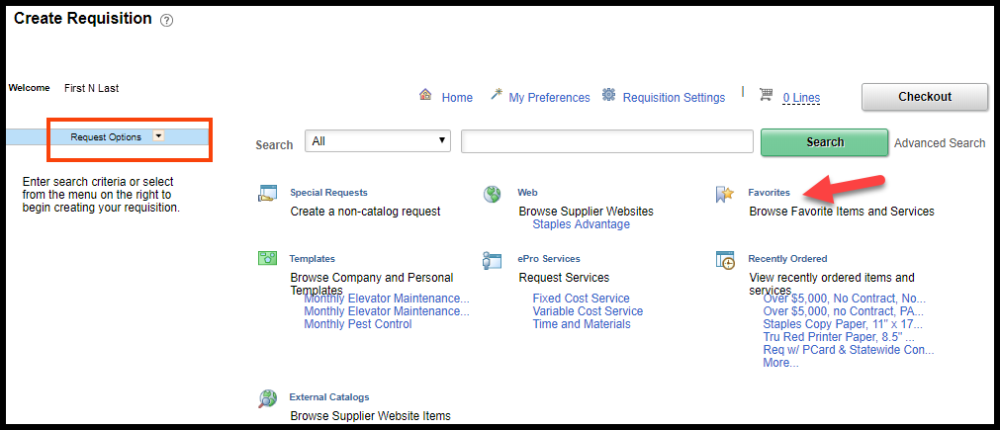 Create Requisition ?
Welcome First N Last
Home My Preferences Requisition Settings 0 Lines Checkout
Request Options
Search All Search Advanced Search
Enter search criteria or select
from the menu on the right to
begin creating your requisition.
Special Requests
Create a non-catalog request
Web
Browse Supplier Websites
Staples Advantage
Favorites
Browse Favorite Items and Services
Templates
Browse Company and Personal
Templates
Monthly Elevator Maintenance...
Monthly Elevator Maintenance...
Monthly Pest Control
ePro Services
Request Services
Fixed Cost Service
Variable Cost Service
Time and Materials
Recently Ordered
View recently ordered items and
services
Over $5,000, No Contract, No...
Over $5,000, no Contract, PA...
Staples Copy Paper, 11" x 17...
Tru Red Printer Paper, 8.5" ...
Req w/ PCard & Statewide Con...
More...
External Catalogs
Browse Supplier Website Items